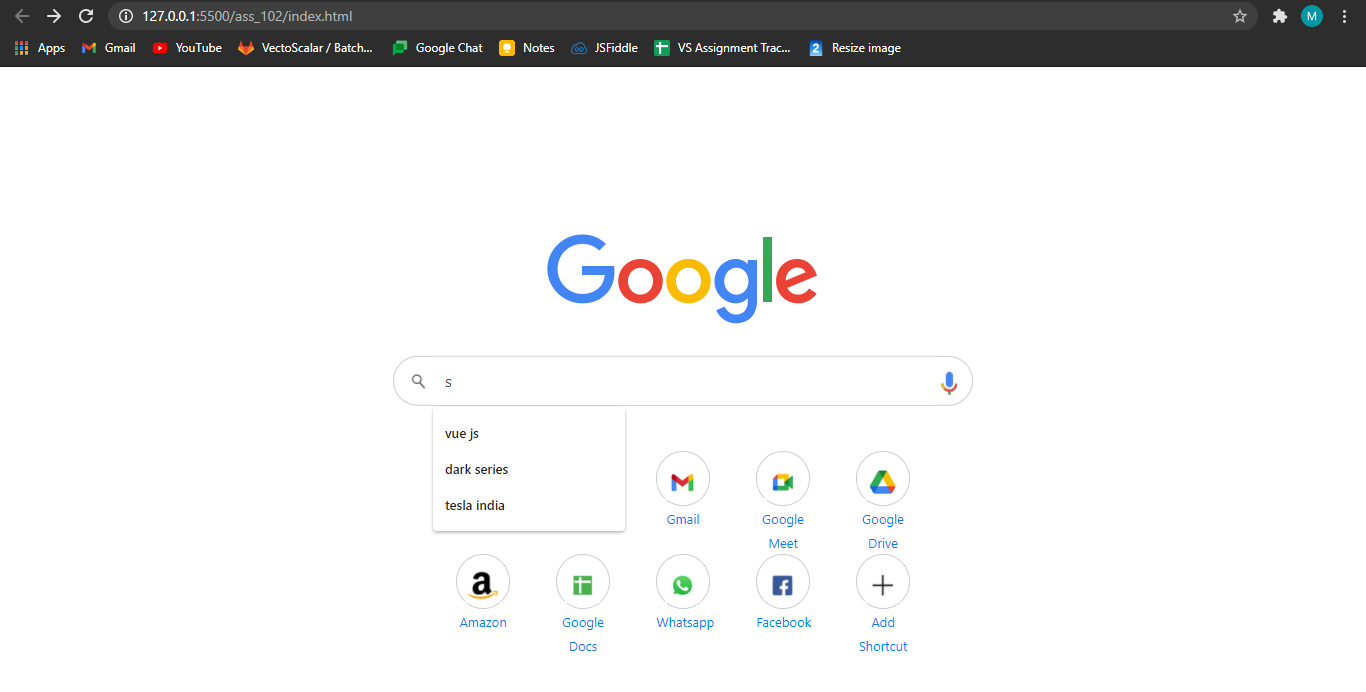 127.0.0.1:5500/ass_102/index.html
M
Apps Gmail YouTube VectoScalar / Batch... Google Chat Notes JSFiddle VS Assignment Trac... 2 Resize image
Google
s
vue js
dark series
tesla india
Gmail Google Google
Meet Drive
a
Amazon Google Whatsapp Facebook Add
Docs Shortcut